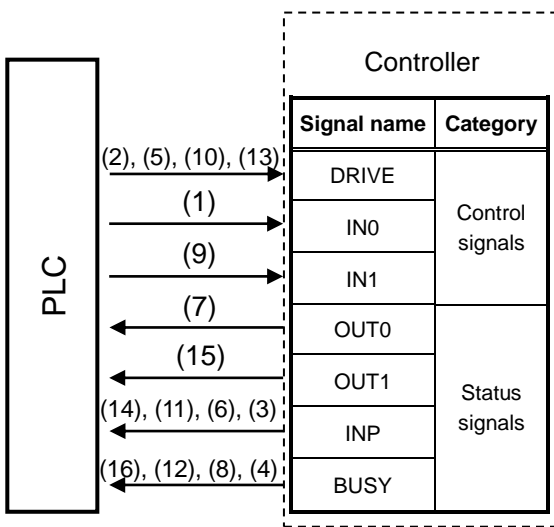 Controller
Signal name Category
(2), (5), (10), (13) DRIVE
(1) IN0
Control
signals
(9) IN1
PLC
(7) OUT0
(15) OUT1
Status
signals
(14), (11), (6), (3) INP
(16), (12), (8), (4) BUSY